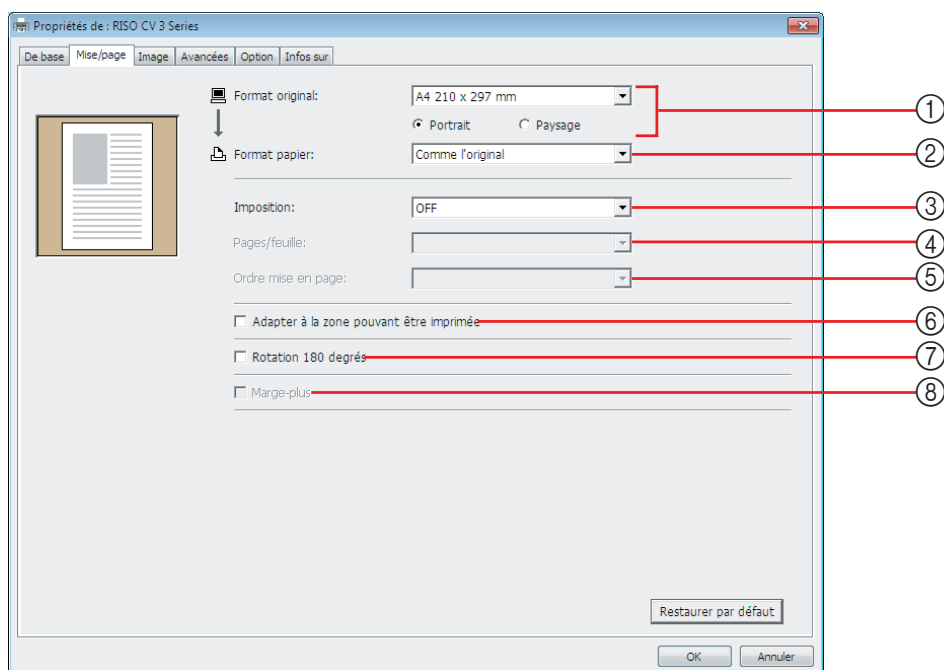 Propriétés de : RISO CV 3 Series
De base Mise/page Image Avancées Option Infos sur
Format original: A4 210 x 297 mm
Portrait Paysage
①
Format papier: Comme l'original ②
Imposition: OFF ③
Pages/feuille: ④
Ordre mise en page: ⑤
Adapter à la zone pouvant être imprimée ⑥
Rotation 180 degrés ⑦
Marge-plus ⑧
Restaurer par défaut
OK Annuler